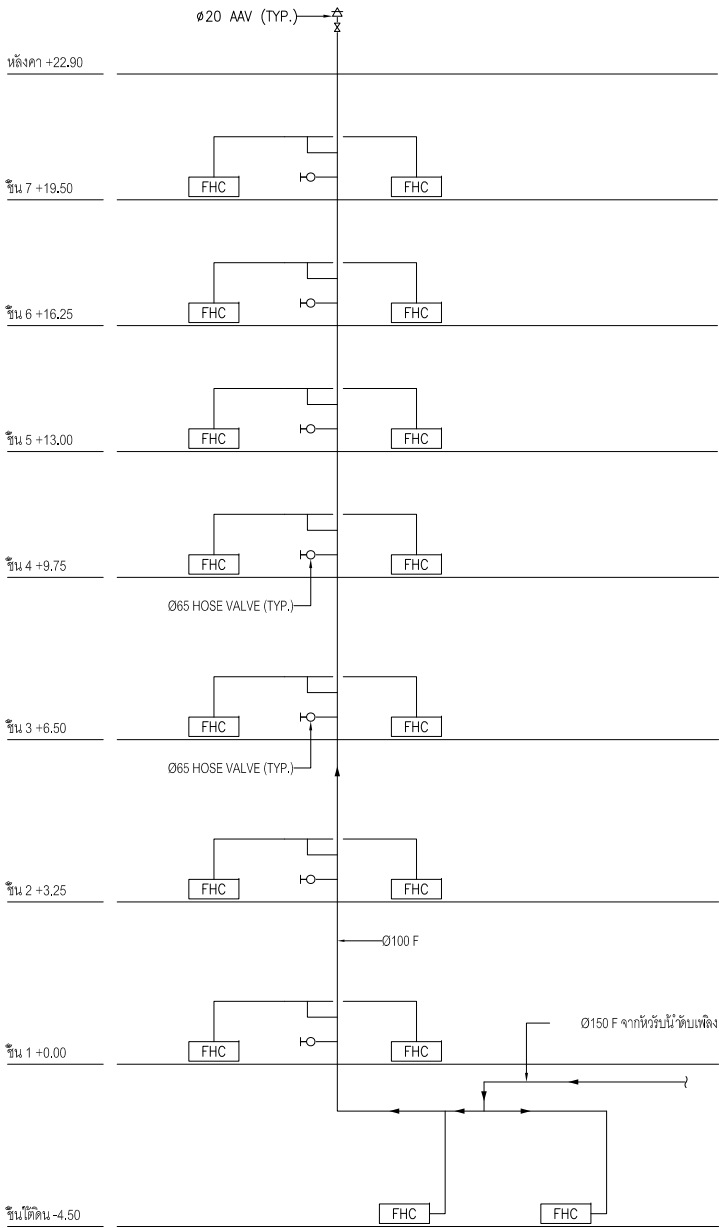 ø20 AAV (TYP.)
หลังคา +22.90
FHC FHC
ชั้น 7 +19.50
FHC FHC
ชั้น 6 +16.25
FHC FHC
ชั้น 5 +13.00
FHC FHC
ชั้น 4 +9.75
Ø65 HOSE VALVE (TYP.)
FHC FHC
ชั้น 3 +6.50
Ø65 HOSE VALVE (TYP.)
FHC FHC
ชั้น 2 +3.25
Ø100 F
Ø150 F จากหัวรับน้ำดับเพลิง
FHC FHC
ชั้น 1 +0.00
FHC FHC
ชั้นใต้ดิน -4.50